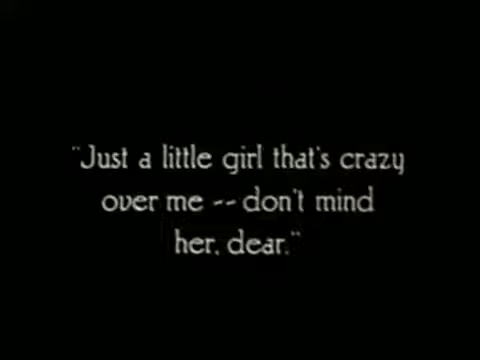 "Just a little girl that's crazy
over me -- don't mind
her, dear."